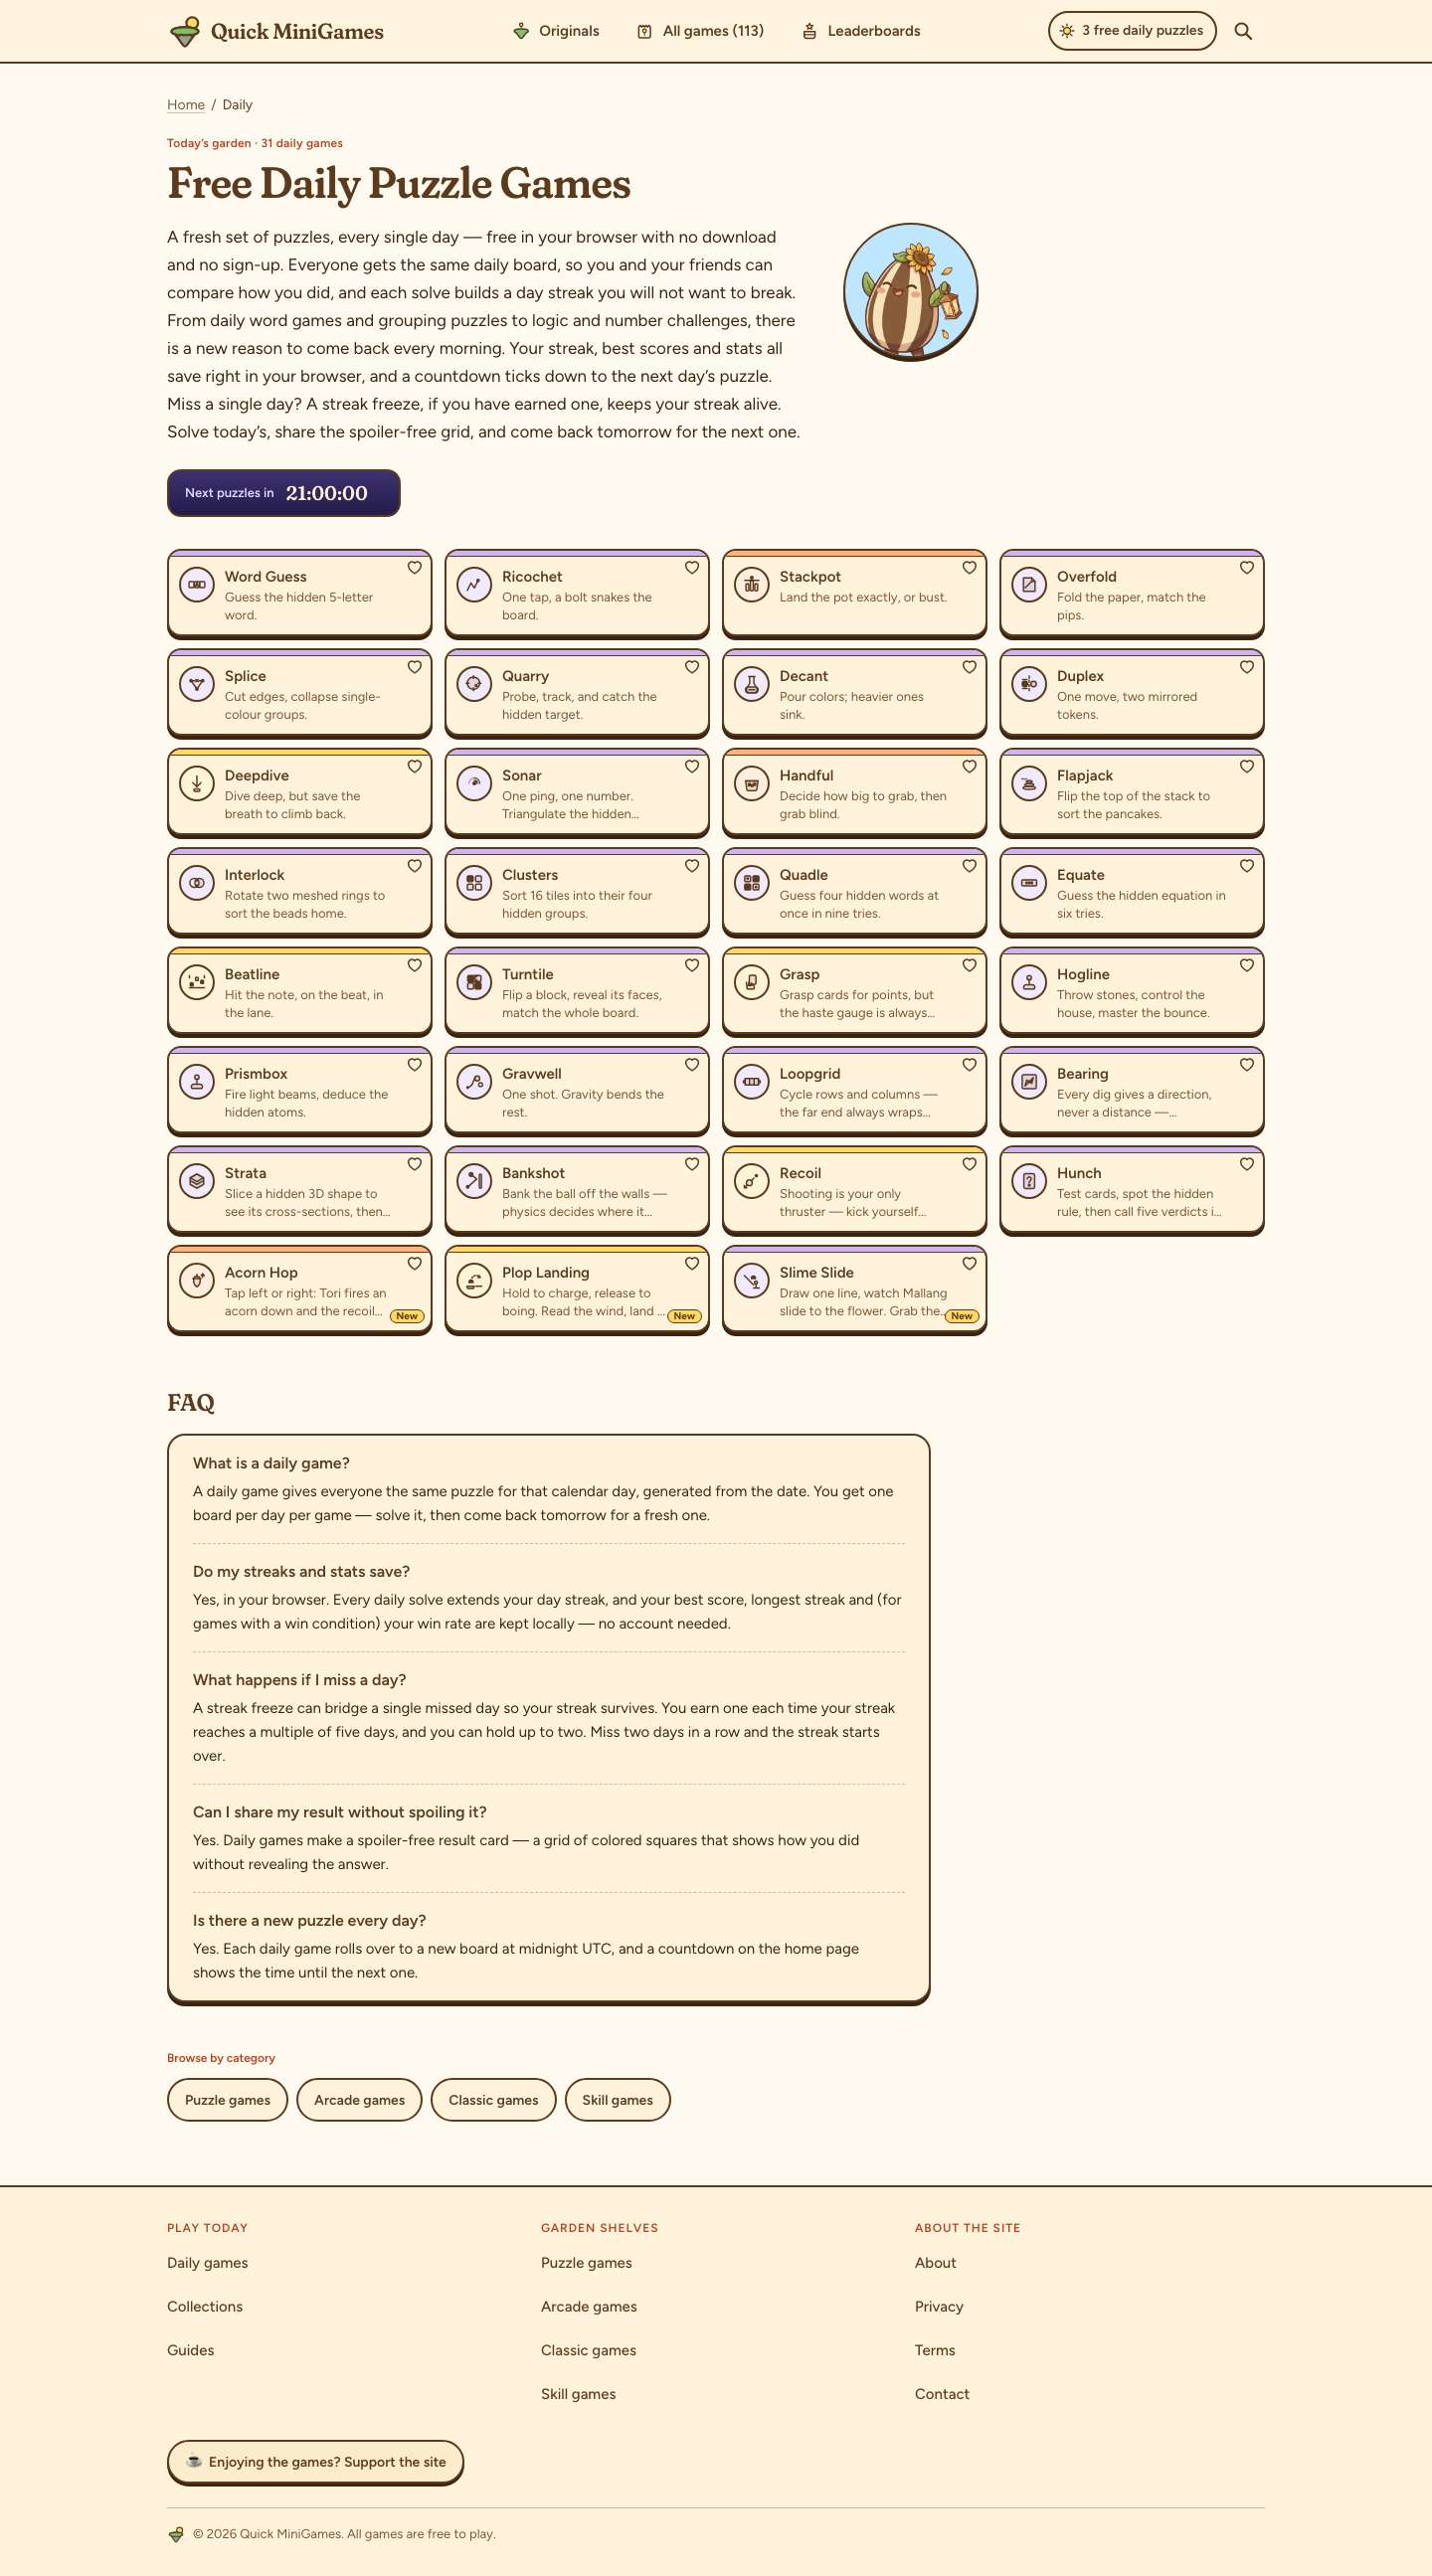 Quick MiniGames
Originals
All games (113)
Leaderboards
3 free daily puzzles
Home / Daily
Today's garden · 31 daily games
Free Daily Puzzle Games
A fresh set of puzzles, every single day — free in your browser with no download
and no sign-up. Everyone gets the same daily board, so you and your friends can
compare how you did, and each solve builds a day streak you will not want to break.
From daily word games and grouping puzzles to logic and number challenges, there
is a new reason to come back every morning. Your streak, best scores and stats all
save right in your browser, and a countdown ticks down to the next day's puzzle.
Miss a single day? A streak freeze, if you have earned one, keeps your streak alive.
Solve today's, share the spoiler-free grid, and come back tomorrow for the next one.
Next puzzles in 21:00:00
Word Guess
Guess the hidden 5-letter
word.
Ricochet
One tap, a bolt snakes the
board.
Stackpot
Land the pot exactly, or bust.
Overfold
Fold the paper, match the
pips.
Splice
Cut edges, collapse single-
colour groups.
Quarry
Probe, track, and catch the
hidden target.
Decant
Pour colors; heavier ones
sink.
Duplex
One move, two mirrored
tokens.
Deepdive
Dive deep, but save the
breath to climb back.
Sonar
One ping, one number.
Triangulate the hidden...
Handful
Decide how big to grab, then
grab blind.
Flapjack
Flip the top of the stack to
sort the pancakes.
Interlock
Rotate two meshed rings to
sort the beads home.
Clusters
Sort 16 tiles into their four
hidden groups.
Quadle
Guess four hidden words at
once in nine tries.
Equate
Guess the hidden equation in
six tries.
Beatline
Hit the note, on the beat, in
the lane.
Turntile
Flip a block, reveal its faces,
match the whole board.
Grasp
Grasp cards for points, but
the haste gauge is always...
Hogline
Throw stones, control the
house, master the bounce.
Prismbox
Fire light beams, deduce the
hidden atoms.
Gravwell
One shot. Gravity bends the
rest.
Loopgrid
Cycle rows and columns —
the far end always wraps...
Bearing
Every dig gives a direction,
never a distance —...
Strata
Slice a hidden 3D shape to
see its cross-sections, then...
Bankshot
Bank the ball off the walls —
physics decides where it...
Recoil
Shooting is your only
thruster — kick yourself...
Hunch
Test cards, spot the hidden
rule, then call five verdicts i...
Acorn Hop
Tap left or right: Tori fires an
acorn down and the recoil...
New
Plop Landing
Hold to charge, release to
boing. Read the wind, land ...
New
Slime Slide
Draw one line, watch Mallang
slide to the flower. Grab the...
New
FAQ
What is a daily game?
A daily game gives everyone the same puzzle for that calendar day, generated from the date. You get one
board per day per game — solve it, then come back tomorrow for a fresh one.
Do my streaks and stats save?
Yes, in your browser. Every daily solve extends your day streak, and your best score, longest streak and (for
games with a win condition) your win rate are kept locally — no account needed.
What happens if I miss a day?
A streak freeze can bridge a single missed day so your streak survives. You earn one each time your streak
reaches a multiple of five days, and you can hold up to two. Miss two days in a row and the streak starts
over.
Can I share my result without spoiling it?
Yes. Daily games make a spoiler-free result card — a grid of colored squares that shows how you did
without revealing the answer.
Is there a new puzzle every day?
Yes. Each daily game rolls over to a new board at midnight UTC, and a countdown on the home page
shows the time until the next one.
Browse by category
Puzzle games
Arcade games
Classic games
Skill games
PLAY TODAY
Daily games
Collections
Guides
GARDEN SHELVES
Puzzle games
Arcade games
Classic games
Skill games
ABOUT THE SITE
About
Privacy
Terms
Contact
Enjoying the games? Support the site
© 2026 Quick MiniGames. All games are free to play.